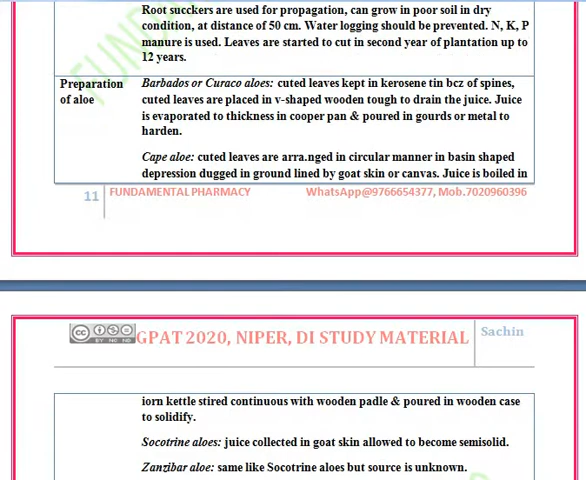 Root succkers are used for propagation, can grow in poor soil in dry
condition, at distance of 50 cm. Water logging should be prevented. N, K, P
manure is used. Leaves are started to cut in second year of plantation up to
12 years.
Preparation
of aloe
Barbados or Curaco aloes: cuted leaves kept in kerosene tin bcz of spines,
cuted leaves are placed in v-shaped wooden tough to drain the juice. Juice
is evaporated to thickness in cooper pan & poured in gourds or metal to
harden.
Cape aloe: cuted leaves are arra.nged in circular manner in basin shaped
depression dugged in ground lined by goat skin or canvas. Juice is boiled in
11
FUNDAMENTAL PHARMACY WhatsApp@9766654377, Mob.7020960396
GPAT 2020, NIPER, DI STUDY MATERIAL
Sachin
iorn kettle stired continuous with wooden padle & poured in wooden case
to solidify.
Socotrine aloes: juice collected in goat skin allowed to become semisolid.
Zanzibar aloe: same like Socotrine aloes but source is unknown.